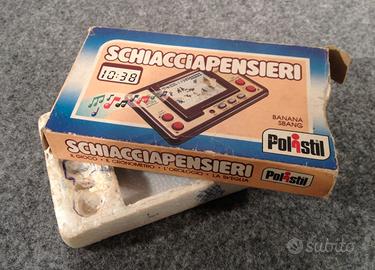 SCHIACCIAPENSIERI
10:38
BANANA
SBANG
Polistil
SCHIACCIAPENSIERI
IL GIOCO • IL CRONOMETRO • L'OROLOGIO • LA SVEGLIA
Polistil
subito